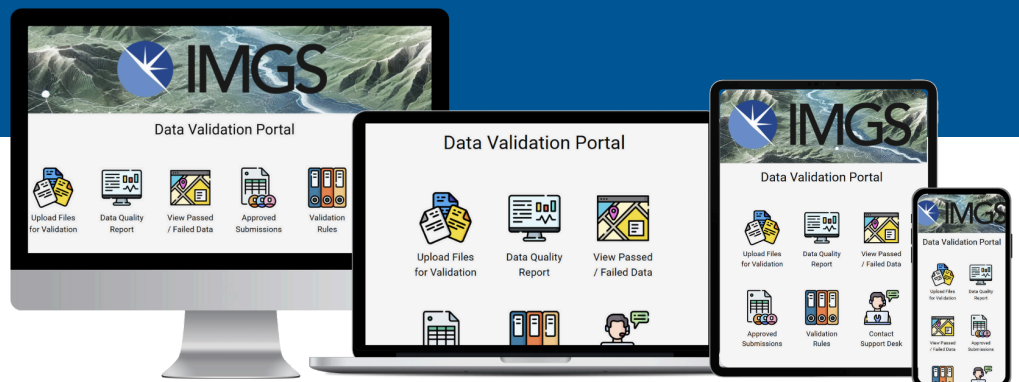 IMGS
Data Validation Portal
Upload Files
for Validation
Data Quality
Report
View Passed
/ Failed Data
Approved
Submissions
Validation
Rules
Data Validation Portal
Upload Files
for Validation
Data Quality
Report
View Passed
/ Failed Data
IMGS
Data Validation Portal
Upload Files
for Validation
Data Quality
Report
View Passed
/ Failed Data
Approved
Submissions
Validation
Rules
Contact
Support Desk
IMGS
Data Validation Portal
Upload Files
for Validation
Data Quality
Report
View Passed
/ Failed Data
Approved
Submissions